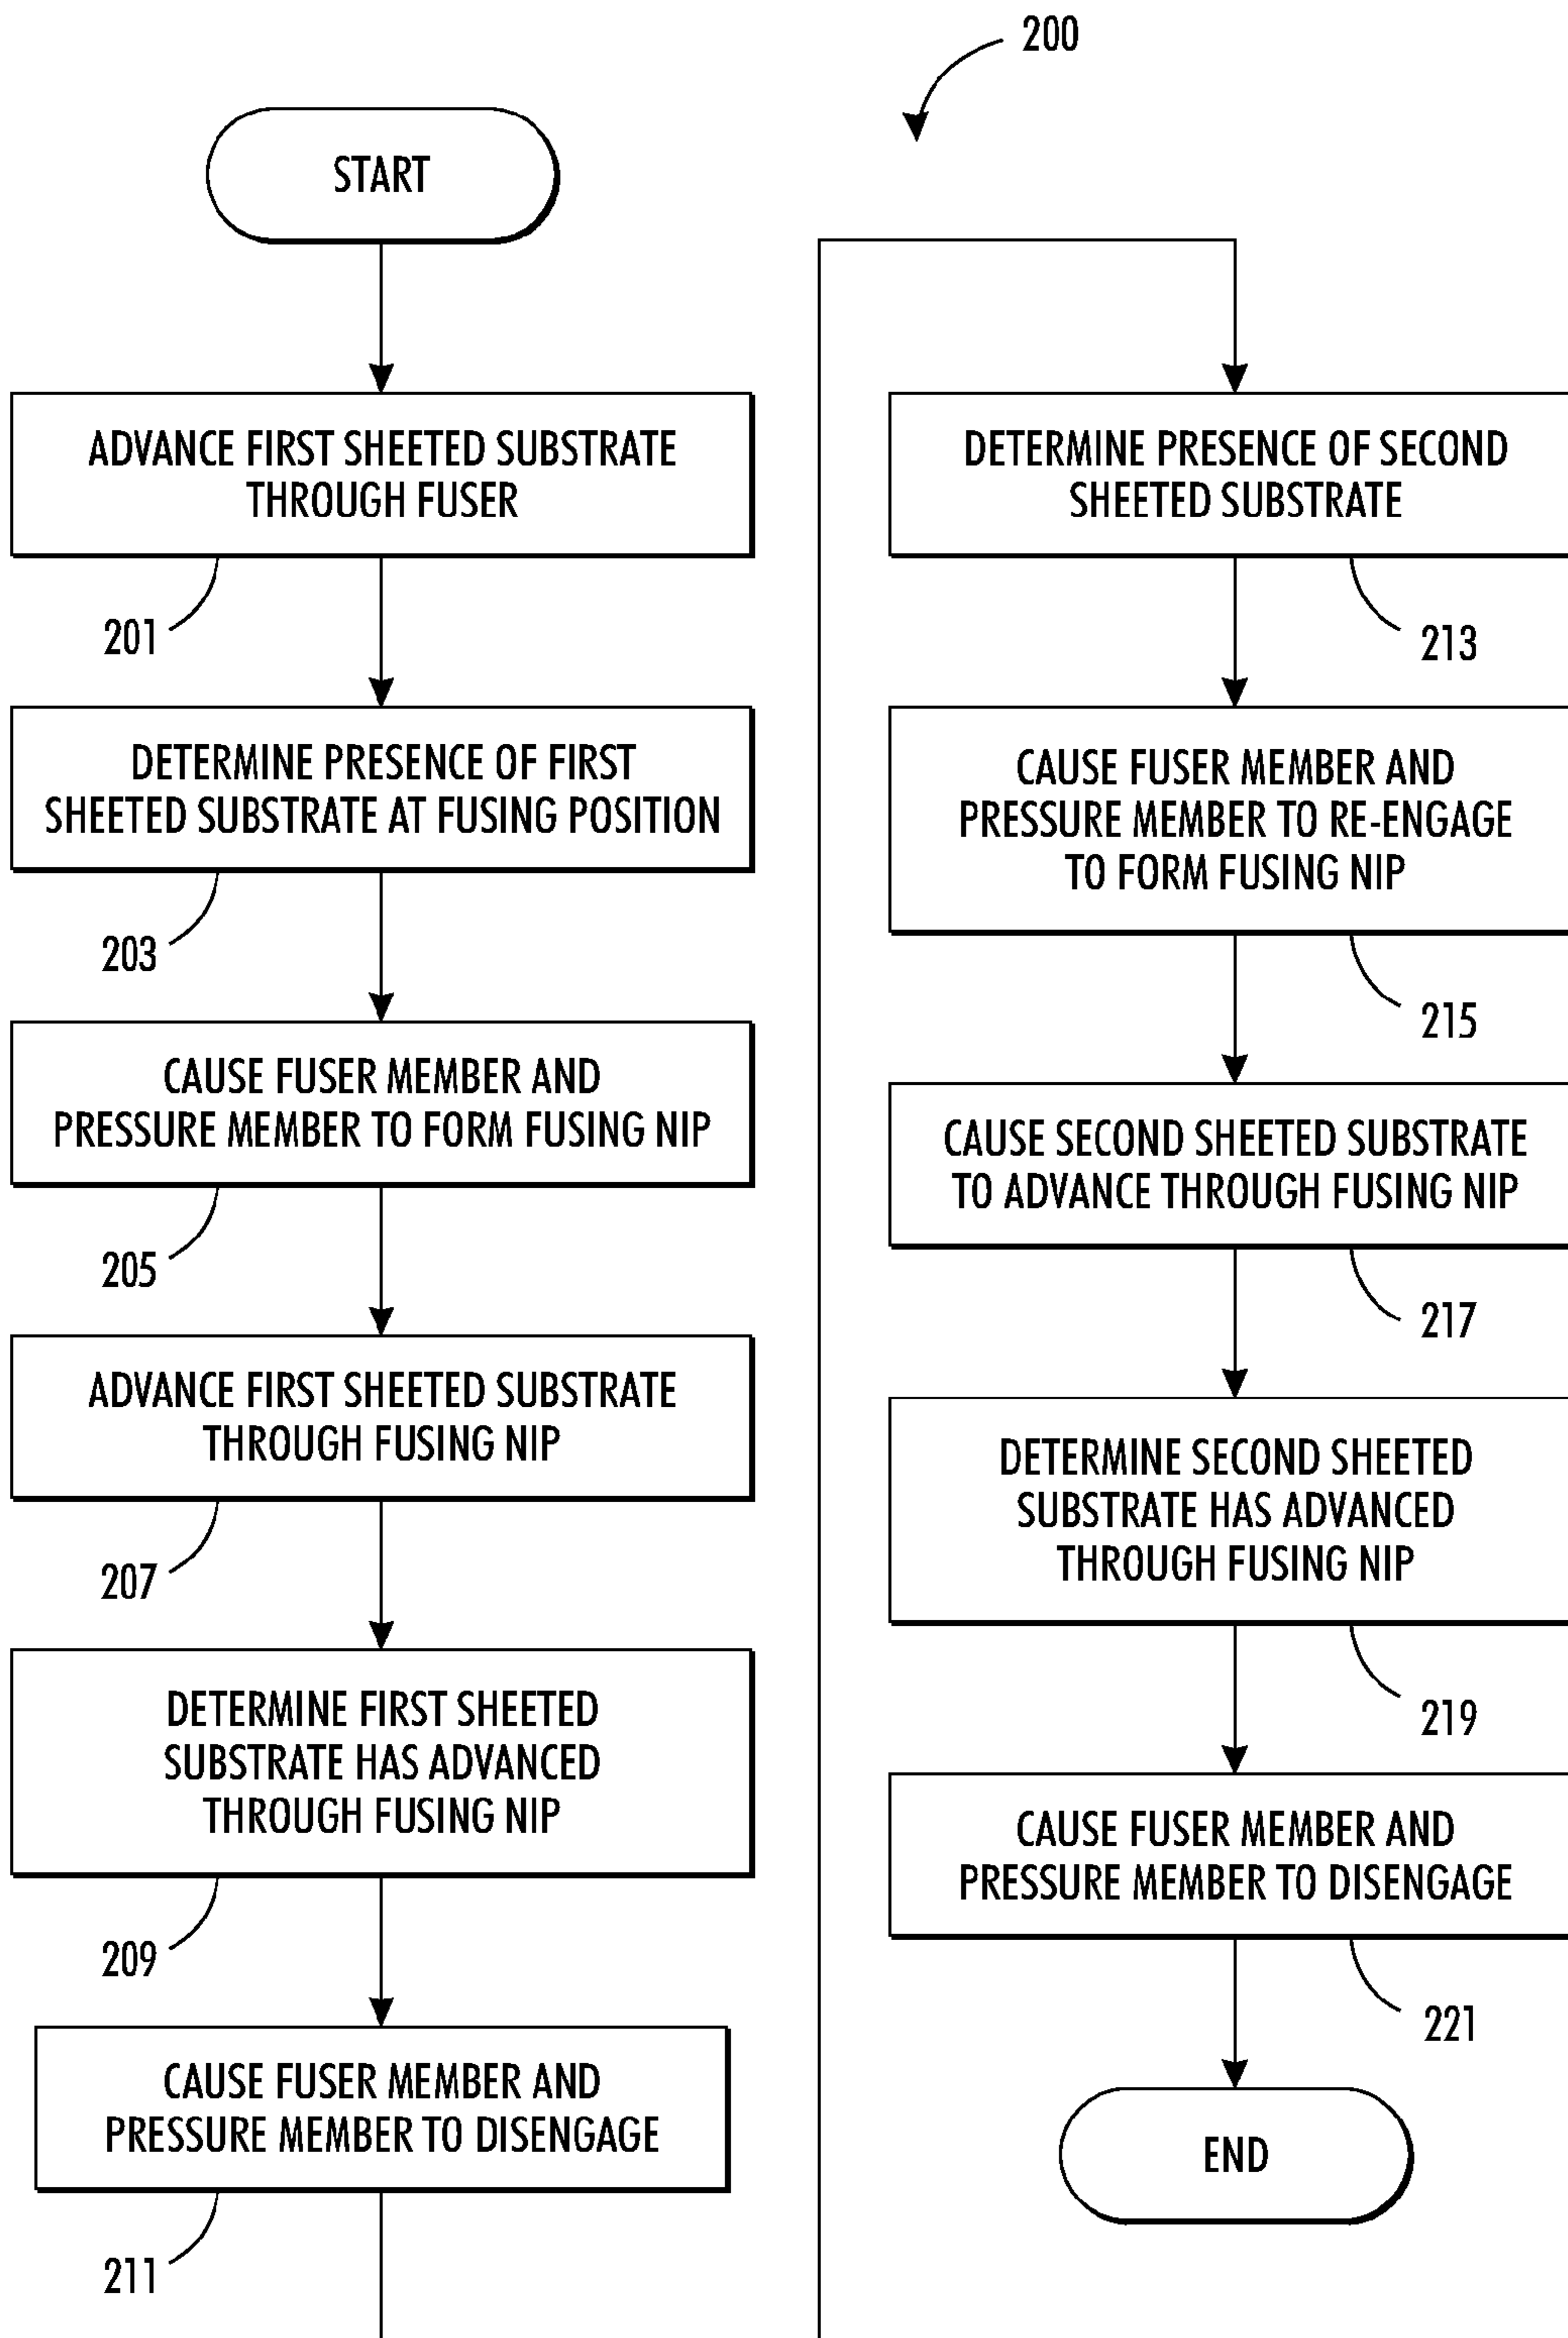 200
START
ADVANCE FIRST SHEETED SUBSTRATE
THROUGH FUSER
201
DETERMINE PRESENCE OF FIRST
SHEETED SUBSTRATE AT FUSING POSITION
203
CAUSE FUSER MEMBER AND
PRESSURE MEMBER TO FORM FUSING NIP
205
ADVANCE FIRST SHEETED SUBSTRATE
THROUGH FUSING NIP
207
DETERMINE FIRST SHEETED
SUBSTRATE HAS ADVANCED
THROUGH FUSING NIP
209
CAUSE FUSER MEMBER AND
PRESSURE MEMBER TO DISENGAGE
211
DETERMINE PRESENCE OF SECOND
SHEETED SUBSTRATE
213
CAUSE FUSER MEMBER AND
PRESSURE MEMBER TO RE-ENGAGE
TO FORM FUSING NIP
215
CAUSE SECOND SHEETED SUBSTRATE
TO ADVANCE THROUGH FUSING NIP
217
DETERMINE SECOND SHEETED
SUBSTRATE HAS ADVANCED
THROUGH FUSING NIP
219
CAUSE FUSER MEMBER AND
PRESSURE MEMBER TO DISENGAGE
221
END